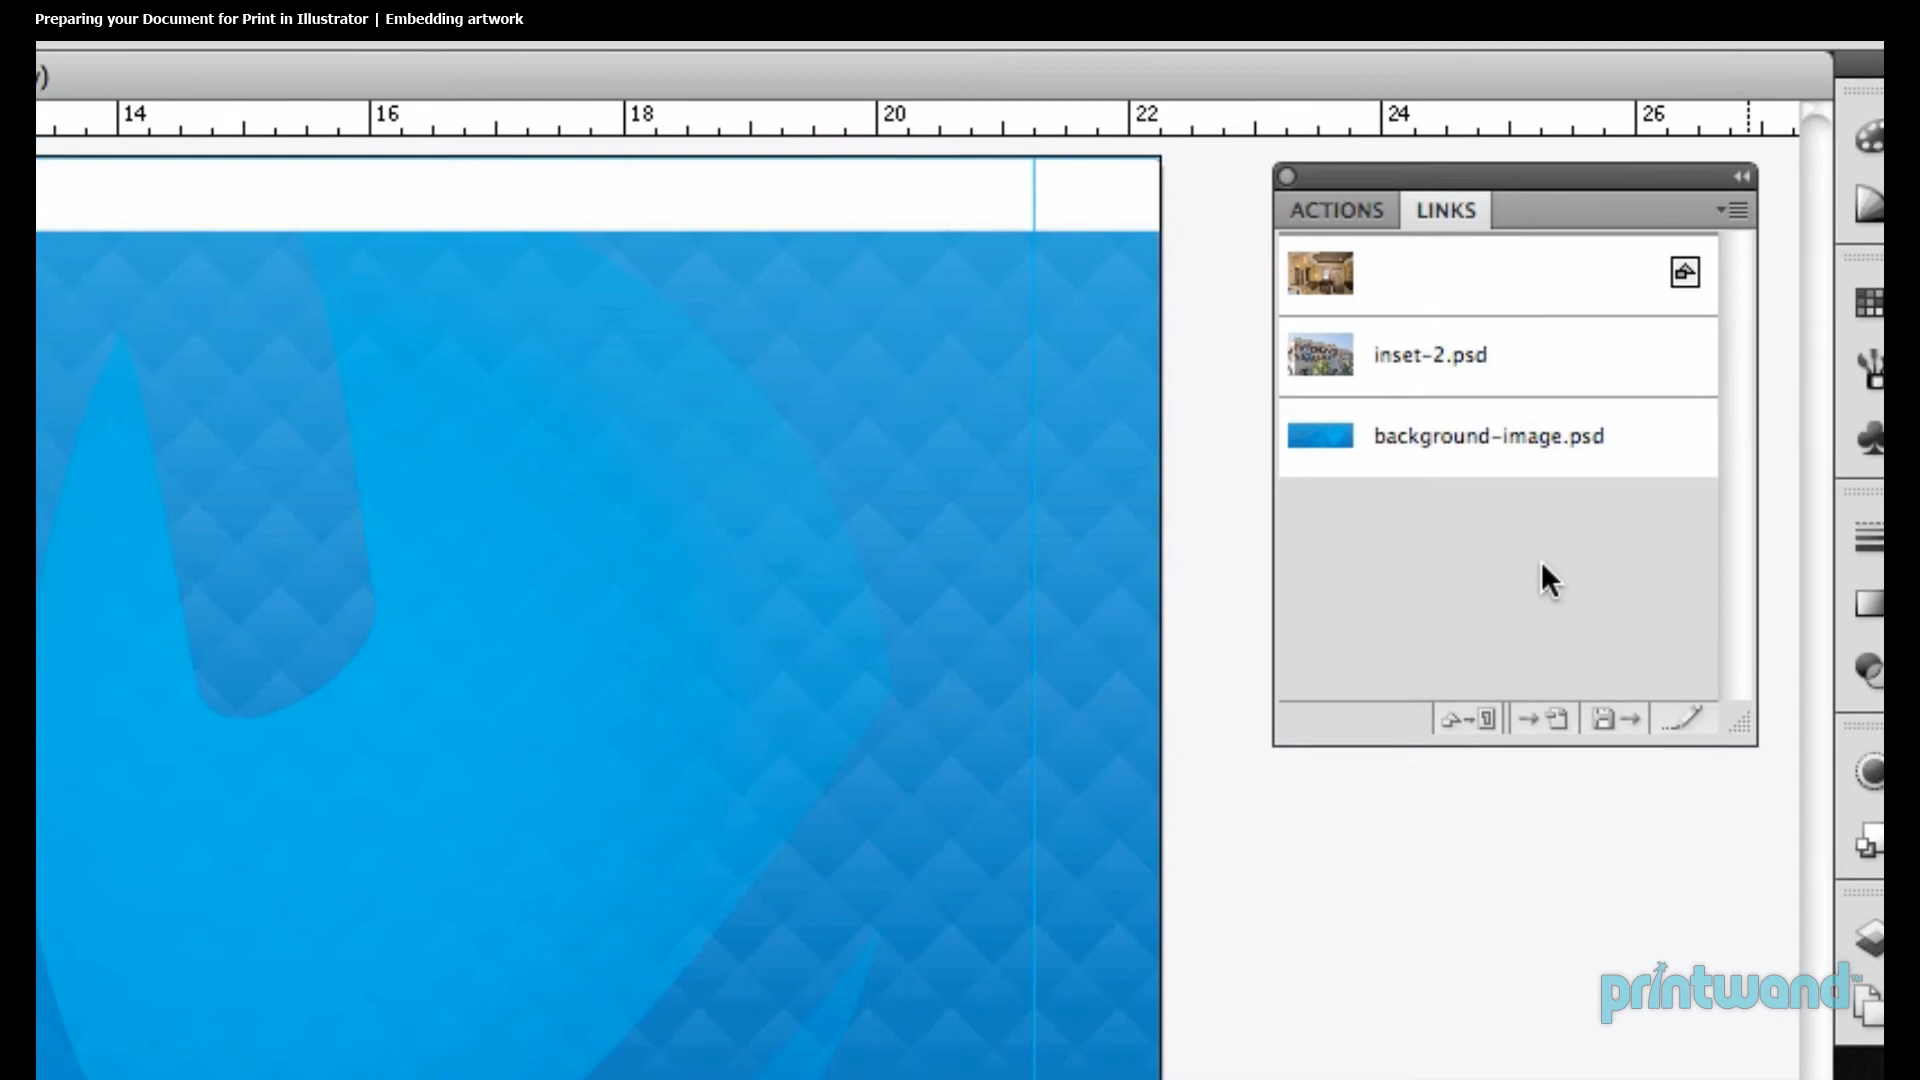 Preparing your Document for Print in Illustrator | Embedding artwork
)
14 16 18 20 22 24 26
ACTIONS LINKS
inset-2.psd
background-image.psd
printwand™